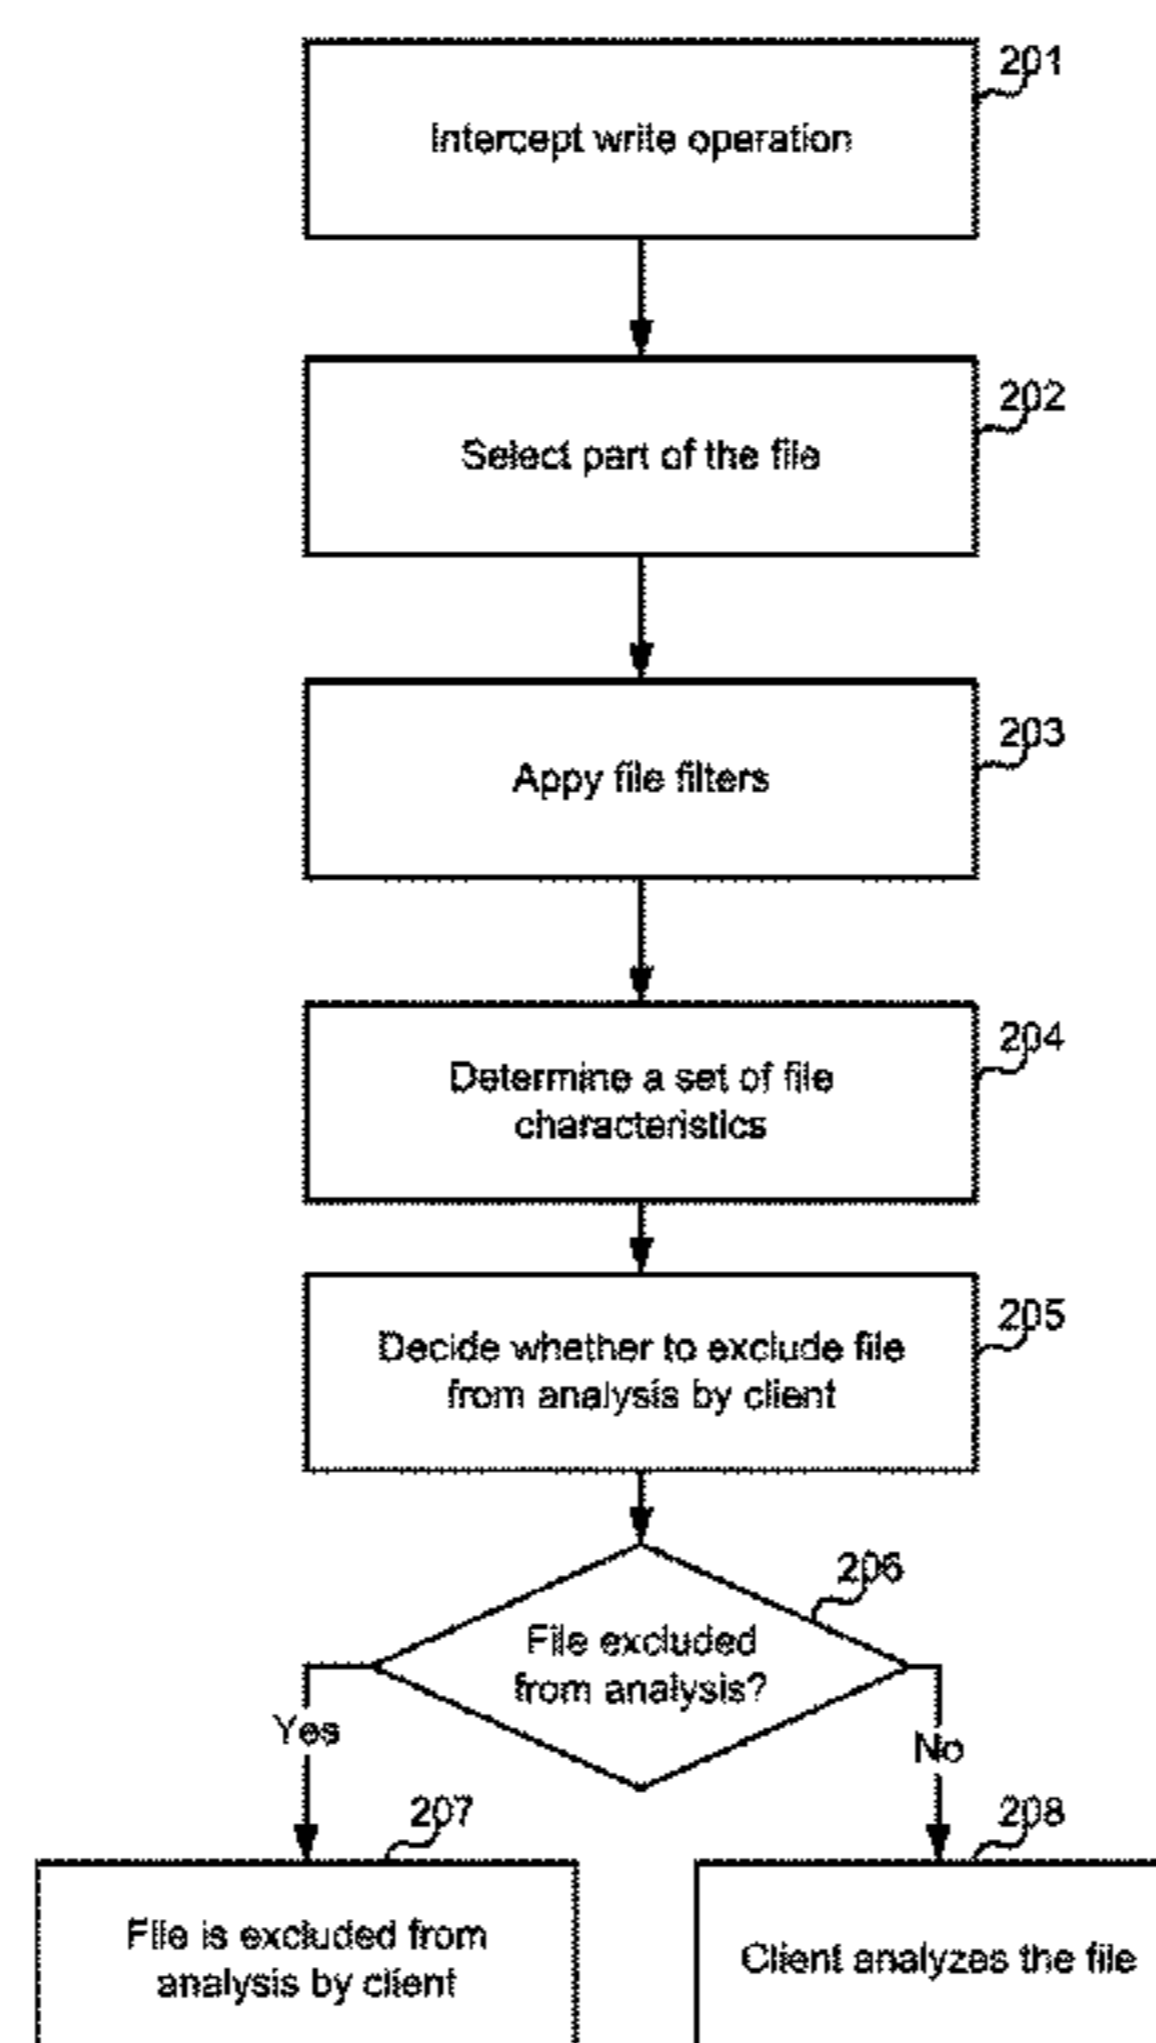 201
Intercept write operation
202
Select part of the file
203
Appy file filters
204
Determine a set of file
characteristics
205
Decide whether to exclude file
from analysis by client
206
File excluded
from analysis?
Yes
No
207
208
File is excluded from
analysis by client
Client analyzes the file